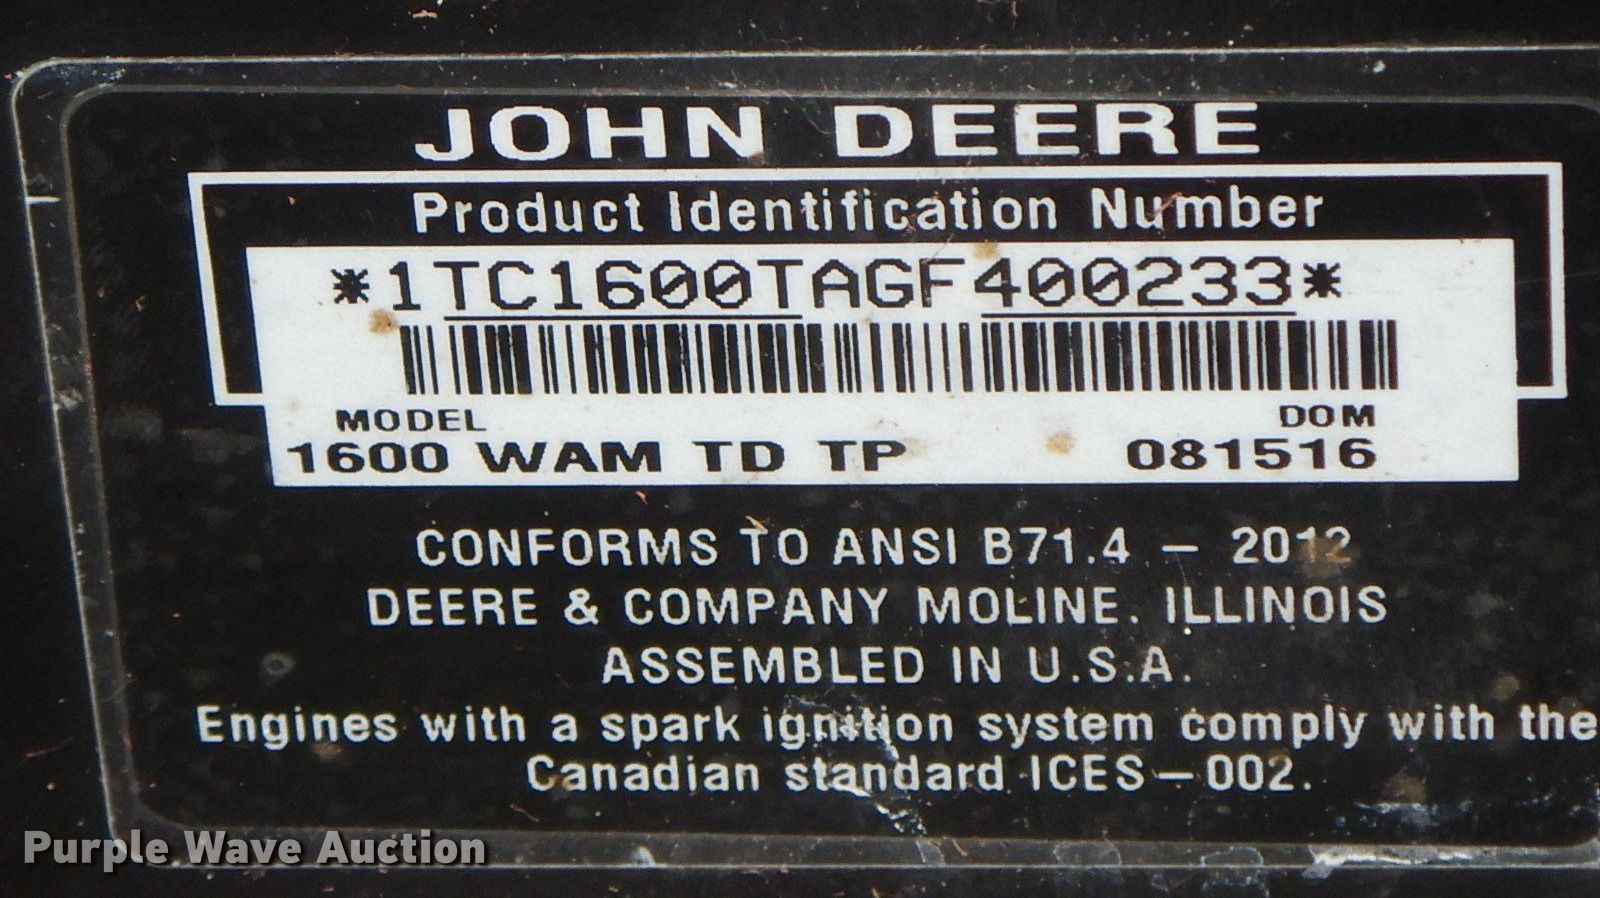 JOHN DEERE
Product Identification Number
*1TC1600TAGF400233*
MODEL DOM
1600 WAM TD TP 081516
CONFORMS TO ANSI B71.4 – 2012
DEERE & COMPANY MOLINE. ILLINOIS
ASSEMBLED IN U.S.A.
Engines with a spark ignition system comply with the
Canadian standard ICES–002.
Purple Wave Auction